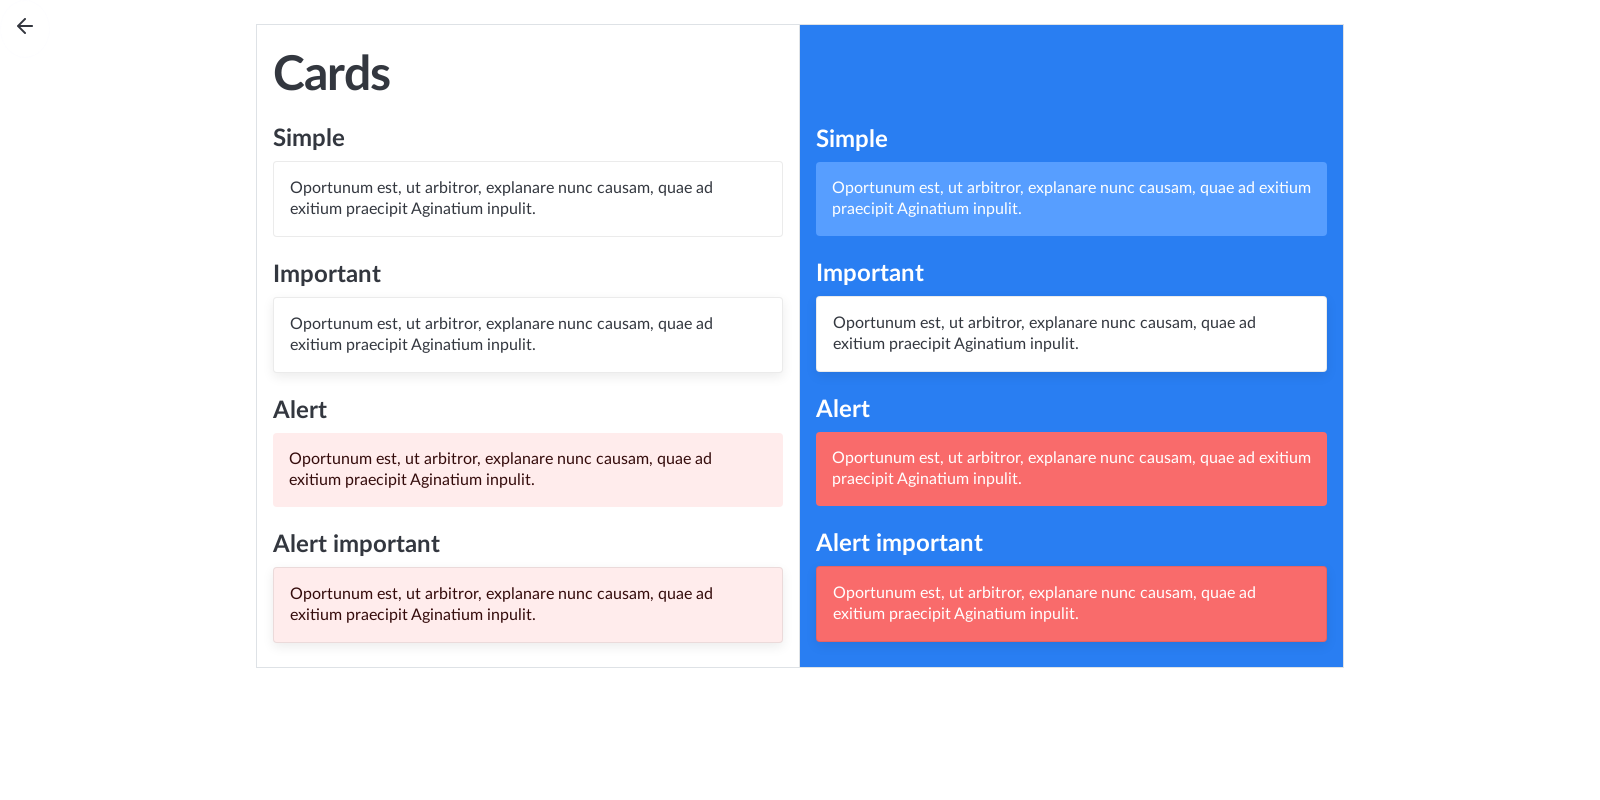 Cards
Simple
Oportunum est, ut arbitror, explanare nunc causam, quae ad
exitium praecipit Aginatium inpulit.
Important
Oportunum est, ut arbitror, explanare nunc causam, quae ad
exitium praecipit Aginatium inpulit.
Alert
Oportunum est, ut arbitror, explanare nunc causam, quae ad
exitium praecipit Aginatium inpulit.
Alert important
Oportunum est, ut arbitror, explanare nunc causam, quae ad
exitium praecipit Aginatium inpulit.
Simple
Oportunum est, ut arbitror, explanare nunc causam, quae ad exitium
praecipit Aginatium inpulit.
Important
Oportunum est, ut arbitror, explanare nunc causam, quae ad
exitium praecipit Aginatium inpulit.
Alert
Oportunum est, ut arbitror, explanare nunc causam, quae ad exitium
praecipit Aginatium inpulit.
Alert important
Oportunum est, ut arbitror, explanare nunc causam, quae ad
exitium praecipit Aginatium inpulit.